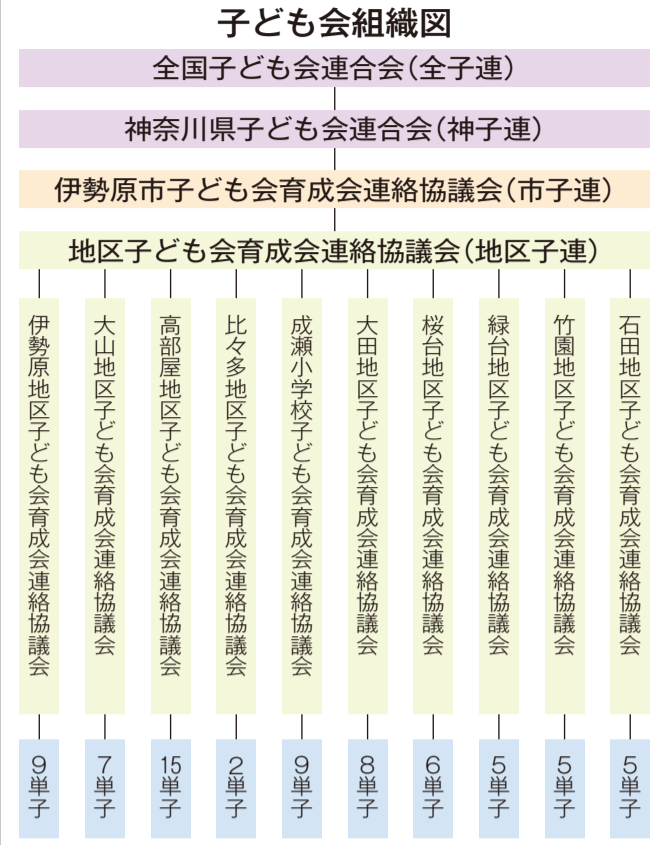 子ども会組織図
全国子ども会連合会(全子連)
神奈川県子ども会連合会(神子連)
伊勢原市子ども会育成会連絡協議会(市子連)
地区子ども会育成会連絡協議会(地区子連)
伊勢原地区子ども会育成会連絡協議会
大山地区子ども会育成会連絡協議会
高部屋地区子ども会育成会連絡協議会
比々多地区子ども会育成会連絡協議会
成瀬小学校子ども会育成会連絡協議会
大田地区子ども会育成会連絡協議会
桜台地区子ども会育成会連絡協議会
緑台地区子ども会育成会連絡協議会
竹園地区子ども会育成会連絡協議会
石田地区子ども会育成会連絡協議会
9単子
7単子
15単子
2単子
9単子
8単子
6単子
5単子
5単子
5単子